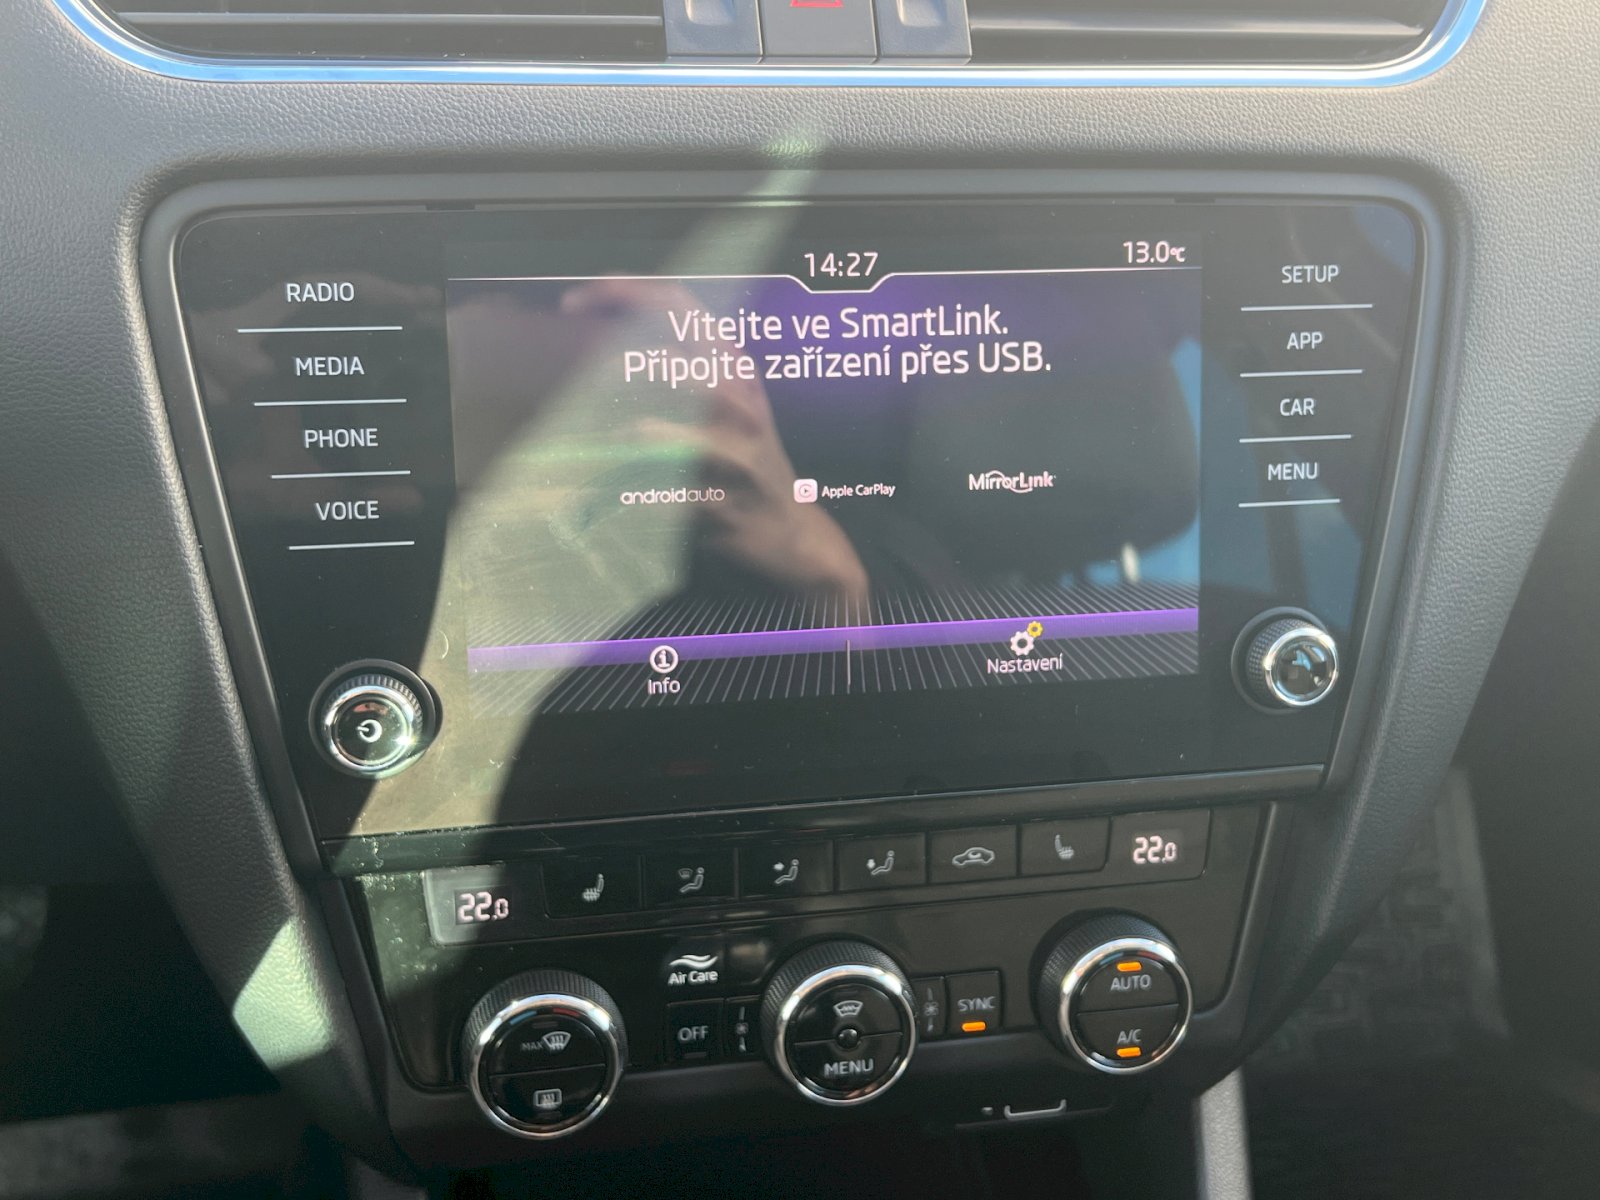 14:27
13.0°C
RADIO
MEDIA
PHONE
VOICE
Vítejte ve SmartLink.
Připojte zařízení přes USB.
androidauto
Apple CarPlay
MirrorLink
Info
Nastavení
SETUP
APP
CAR
MENU
22.0
22.0
Air Care
MAX
OFF
MENU
SYNC
AUTO
A/C